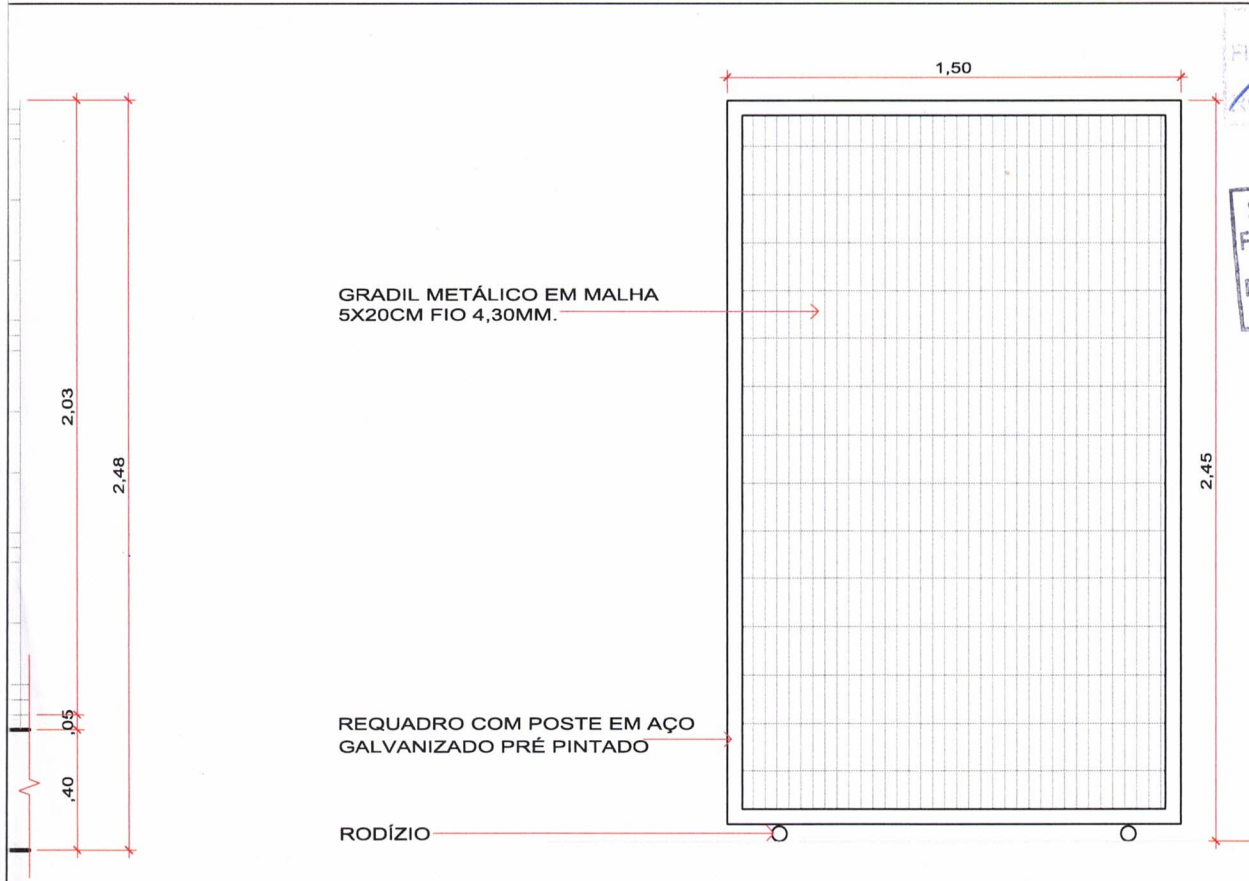 1,50
2,03
2,48
,05
,40
GRADIL METÁLICO EM MALHA
5X20CM FIO 4,30MM.
2,45
REQUADRO COM POSTE EM AÇO
GALVANIZADO PRÉ PINTADO
RODÍZIO